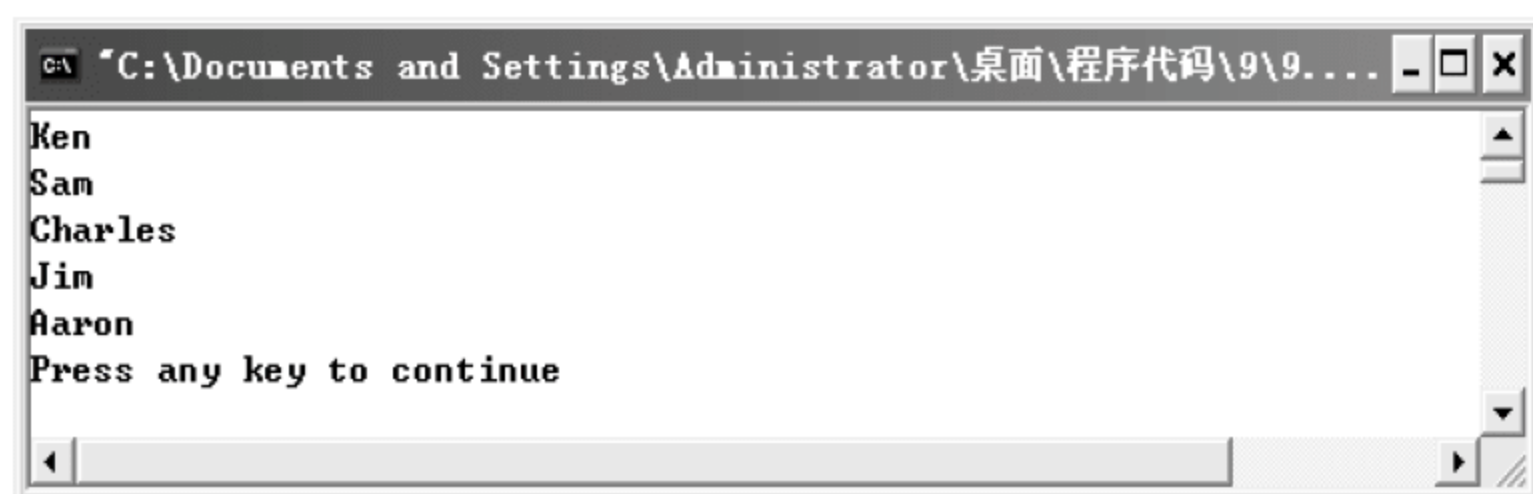 "C:\Documents and Settings\Administrator\桌面\程序代码\9\9....
Ken
Sam
Charles
Jim
Aaron
Press any key to continue